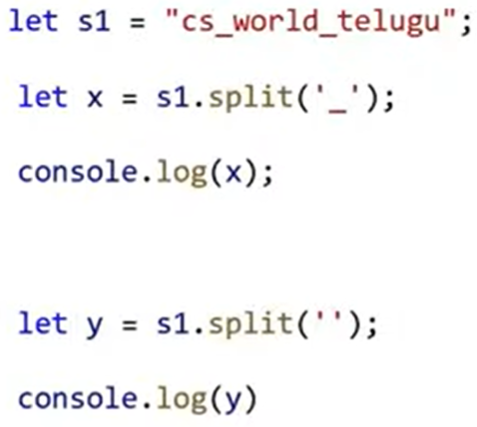 let s1 = "cs_world_telugu";
let x = s1.split('_');
console.log(x);
let y = s1.split('');
console.log(y)